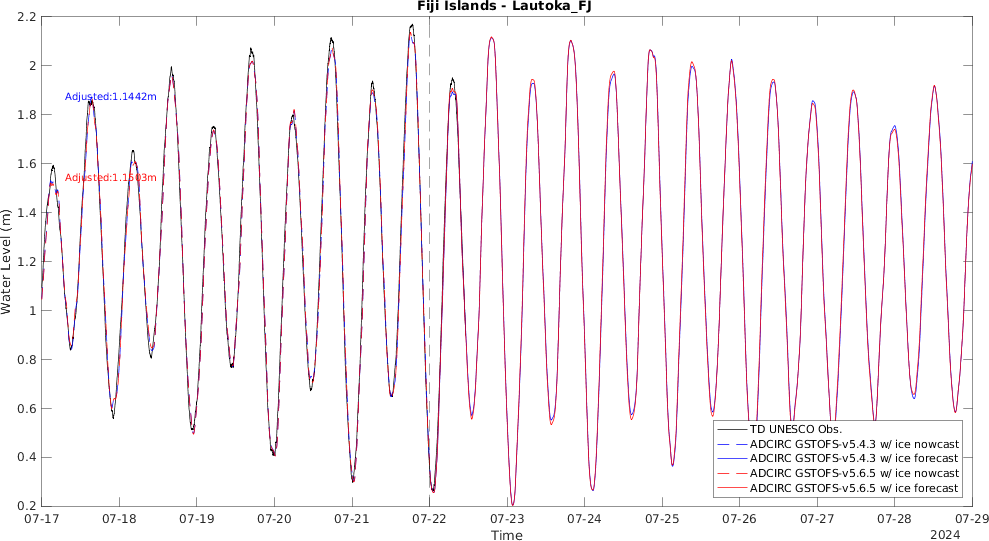 Fiji Islands - Lautoka_FJ
2.2
2
1.8
1.6
1.4
1.2
1
0.8
0.6
0.4
0.2
Water Level (m)
Adjusted:1.1442m
Adjusted:1.1503m
TD UNESCO Obs.
ADCIRC GSTOFS-v5.4.3 w/ ice nowcast
ADCIRC GSTOFS-v5.4.3 w/ ice forecast
ADCIRC GSTOFS-v5.6.5 w/ ice nowcast
ADCIRC GSTOFS-v5.6.5 w/ ice forecast
07-17 07-18 07-19 07-20 07-21 07-22 07-23 07-24 07-25 07-26 07-27 07-28 07-29
Time
2024